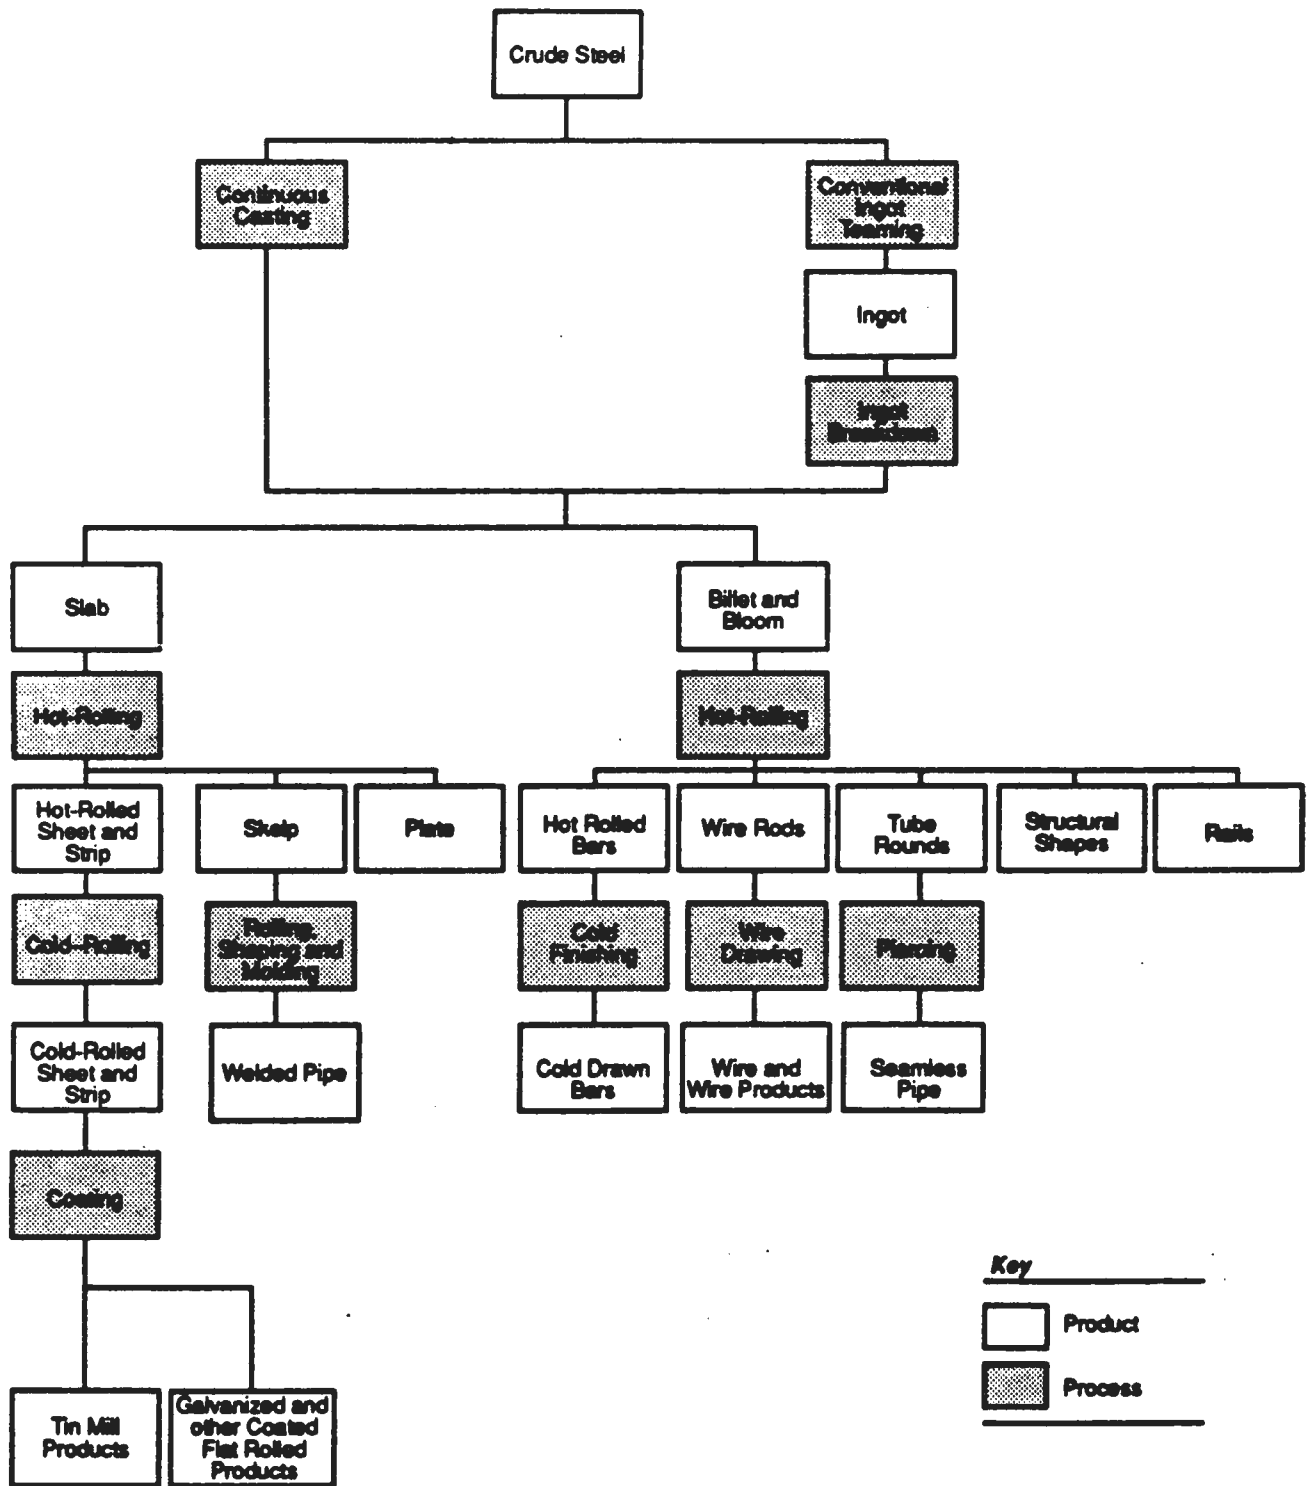 Crude Steel
Continuous
Casting
Conventional
Ingot
Teaming
Ingot
Ingot
Breakdown
Slab
Billet and
Bloom
Hot-Rolling
Hot-Rolling
Hot-Rolled
Sheet and
Strip
Skelp
Plate
Hot Rolled
Bars
Wire Rods
Tube
Rounds
Structural
Shapes
Rails
Cold-Rolling
Rolling,
Shaping and
Molding
Cold
Finishing
Wire
Drawing
Piercing
Cold-Rolled
Sheet and
Strip
Welded Pipe
Cold Drawn
Bars
Wire and
Wire Products
Seamless
Pipe
Coating
Tin Mill
Products
Galvanized and
other Coated
Flat Rolled
Products
Key
Product
Process